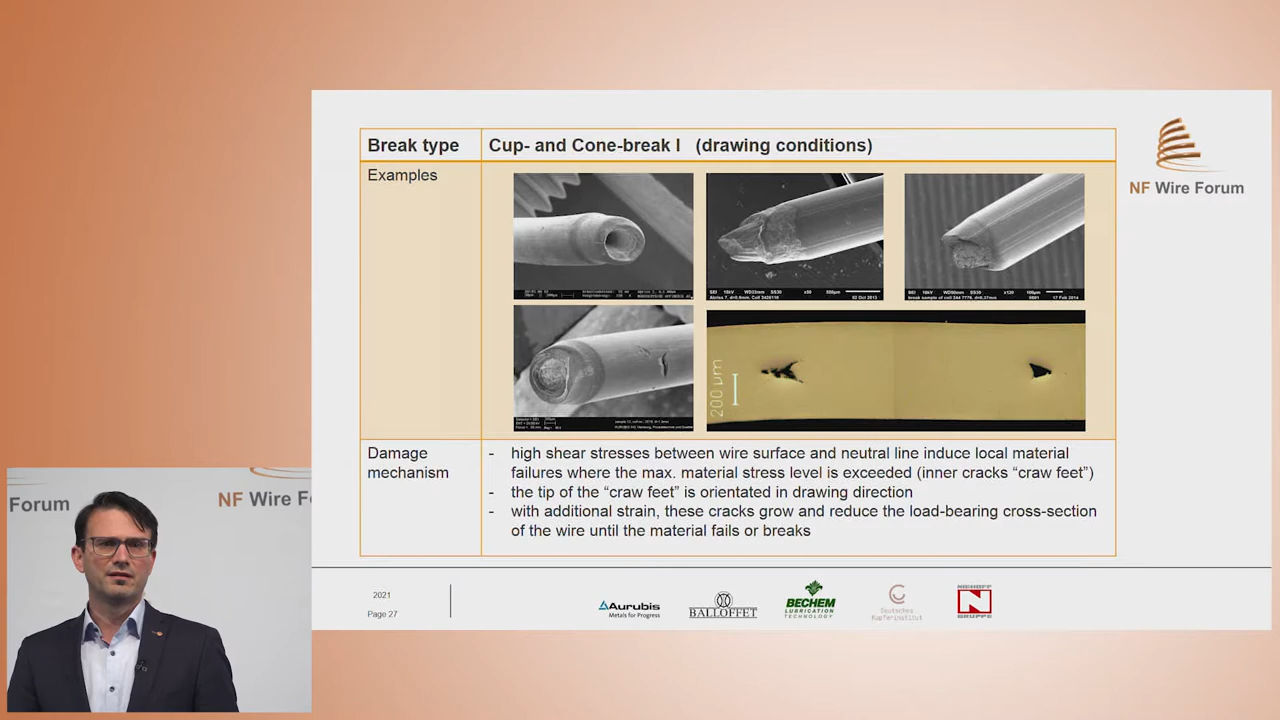 Break type
Cup- and Cone-break I (drawing conditions)
Examples
200 µm
Damage
mechanism
- high shear stresses between wire surface and neutral line induce local material
failures where the max. material stress level is exceeded (inner cracks “craw feet”)
- the tip of the “craw feet” is orientated in drawing direction
- with additional strain, these cracks grow and reduce the load-bearing cross-section
of the wire until the material fails or breaks
NF Wire Forum
Forum
NF Wire F
2021
Page 27
Aurubis
Metals for Progress
BALLOFFET
BECHEM
LUBRICATION
TECHNOLOGY
Deutsches
Kupferinstitut
NIEHOFF
N
GRUPPE